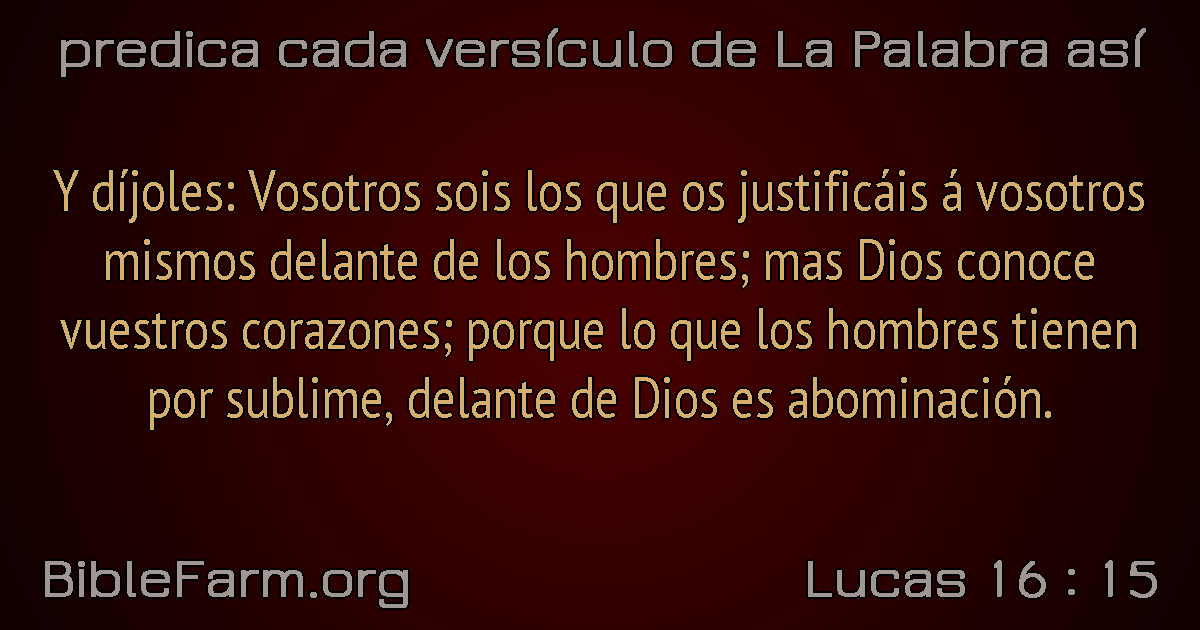 predica cada versículo de La Palabra así
Y díjoles: Vosotros sois los que os justificáis á vosotros
mismos delante de los hombres; mas Dios conoce
vuestros corazones; porque lo que los hombres tienen
por sublime, delante de Dios es abominación.
BibleFarm.org
Lucas 16 : 15